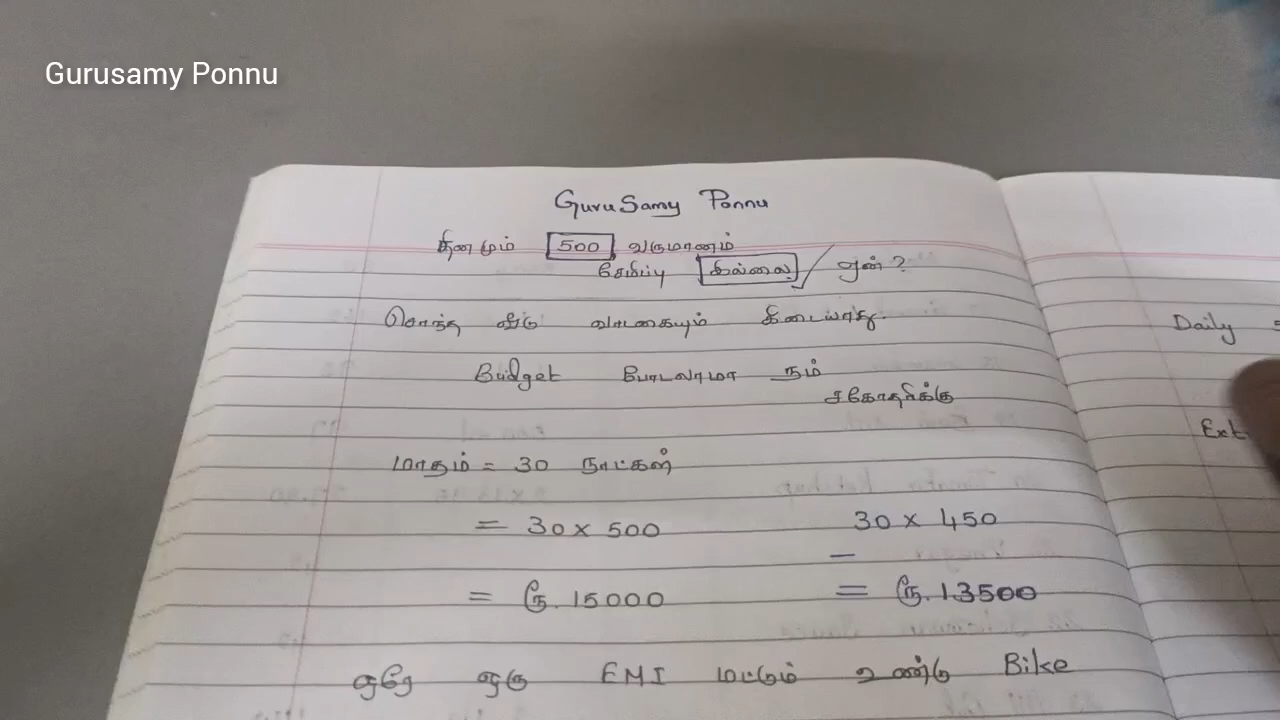 Gurusamy Ponnu
GuruSamy Ponnu
தினமும் 500 வருமானம்
சேமிப்பு இல்லை / ஏன் ?
சொந்த வீடு வாடகையும் கிடையாது.
Budget போடலாமா நம்
சகோதரிக்கு
மாதம் = 30 நாட்கள்
= 30 x 500
30 x 450
= ரூ. 15000
= ரூ. 13500
ஒரே ஒரு EMI மட்டும் உண்டு Bike
Daily =
Ext